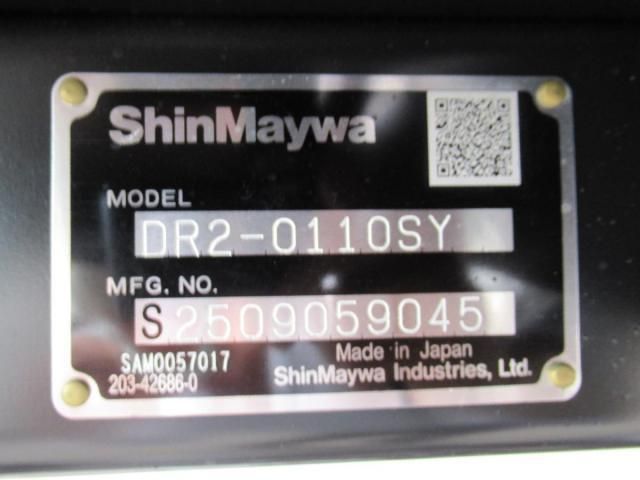 ShinMaywa
MODEL
DR2-0110SY
MFG. NO.
S2509059045
SAM0057017
203-42686-0
Made in Japan
ShinMaywa Industries, Ltd.